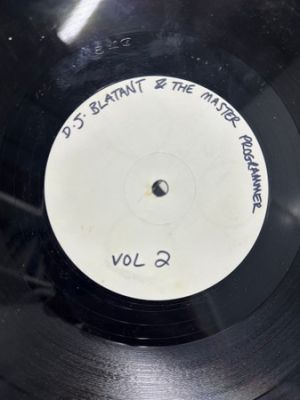 D.J. BLATANT & THE MASTER PROGRAMMER
VOL 2